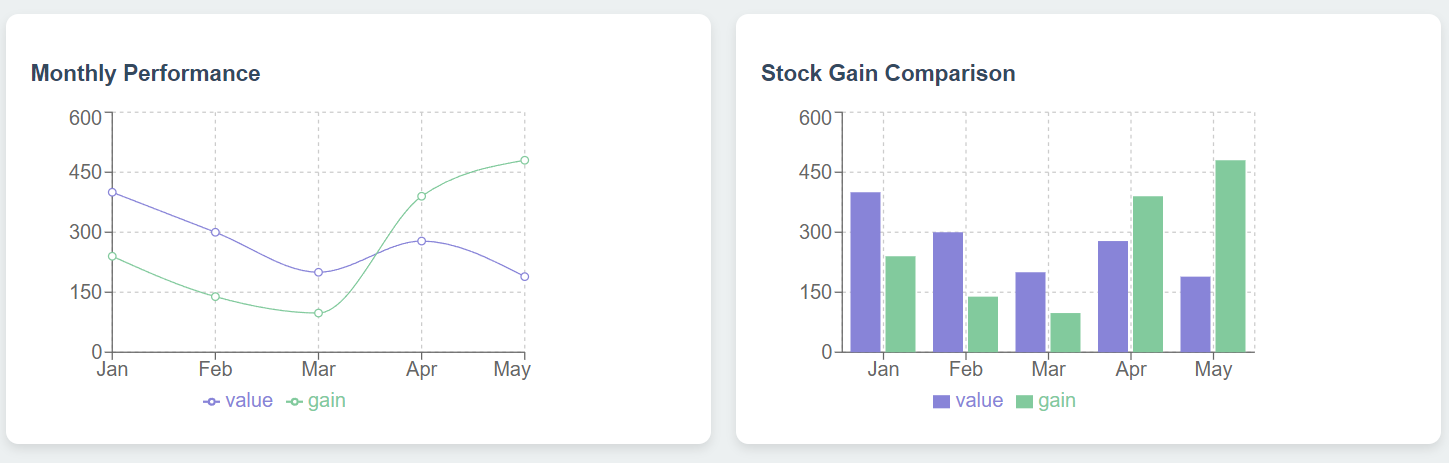 Monthly Performance
600
450
300
150
0
Jan Feb Mar Apr May
value gain
Stock Gain Comparison
600
450
300
150
0
Jan Feb Mar Apr May
value gain